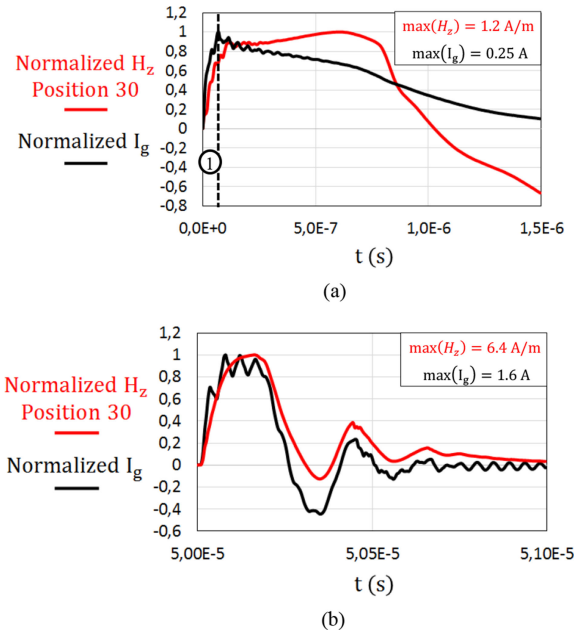 1,2
1
0,8
0,6
0,4
0,2
0
-0,2
-0,4
-0,6
-0,8
Normalized Hz
Position 30
Normalized Ig
max(Hz) = 1.2 A/m
max(Ig) = 0.25 A
1
0,0E+0 5,0E-7 1,0E-6 1,5E-6
t (s)
(a)
1,2
1
0,8
0,6
0,4
0,2
0
-0,2
-0,4
-0,6
Normalized Hz
Position 30
Normalized Ig
max(Hz) = 6.4 A/m
max(Ig) = 1.6 A
5,00E-5 5,05E-5 5,10E-5
t (s)
(b)